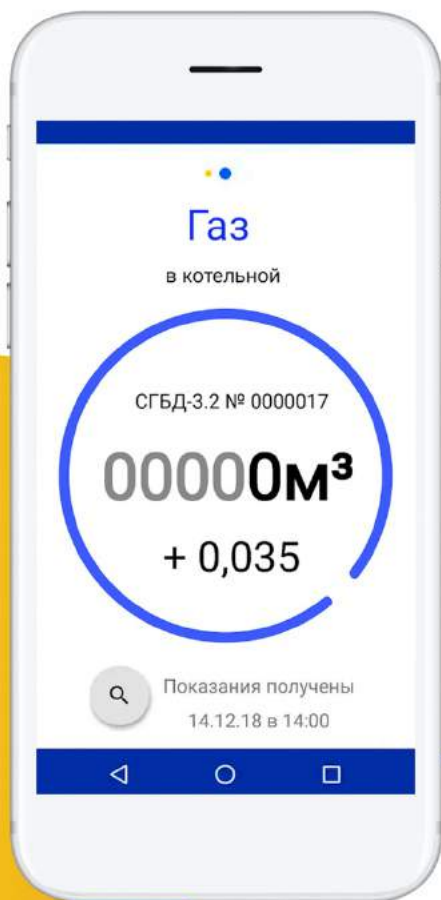 Газ
в котельной
СГБД-3.2 № 0000017
00000м³
+ 0,035
Показания получены
14.12.18 в 14:00